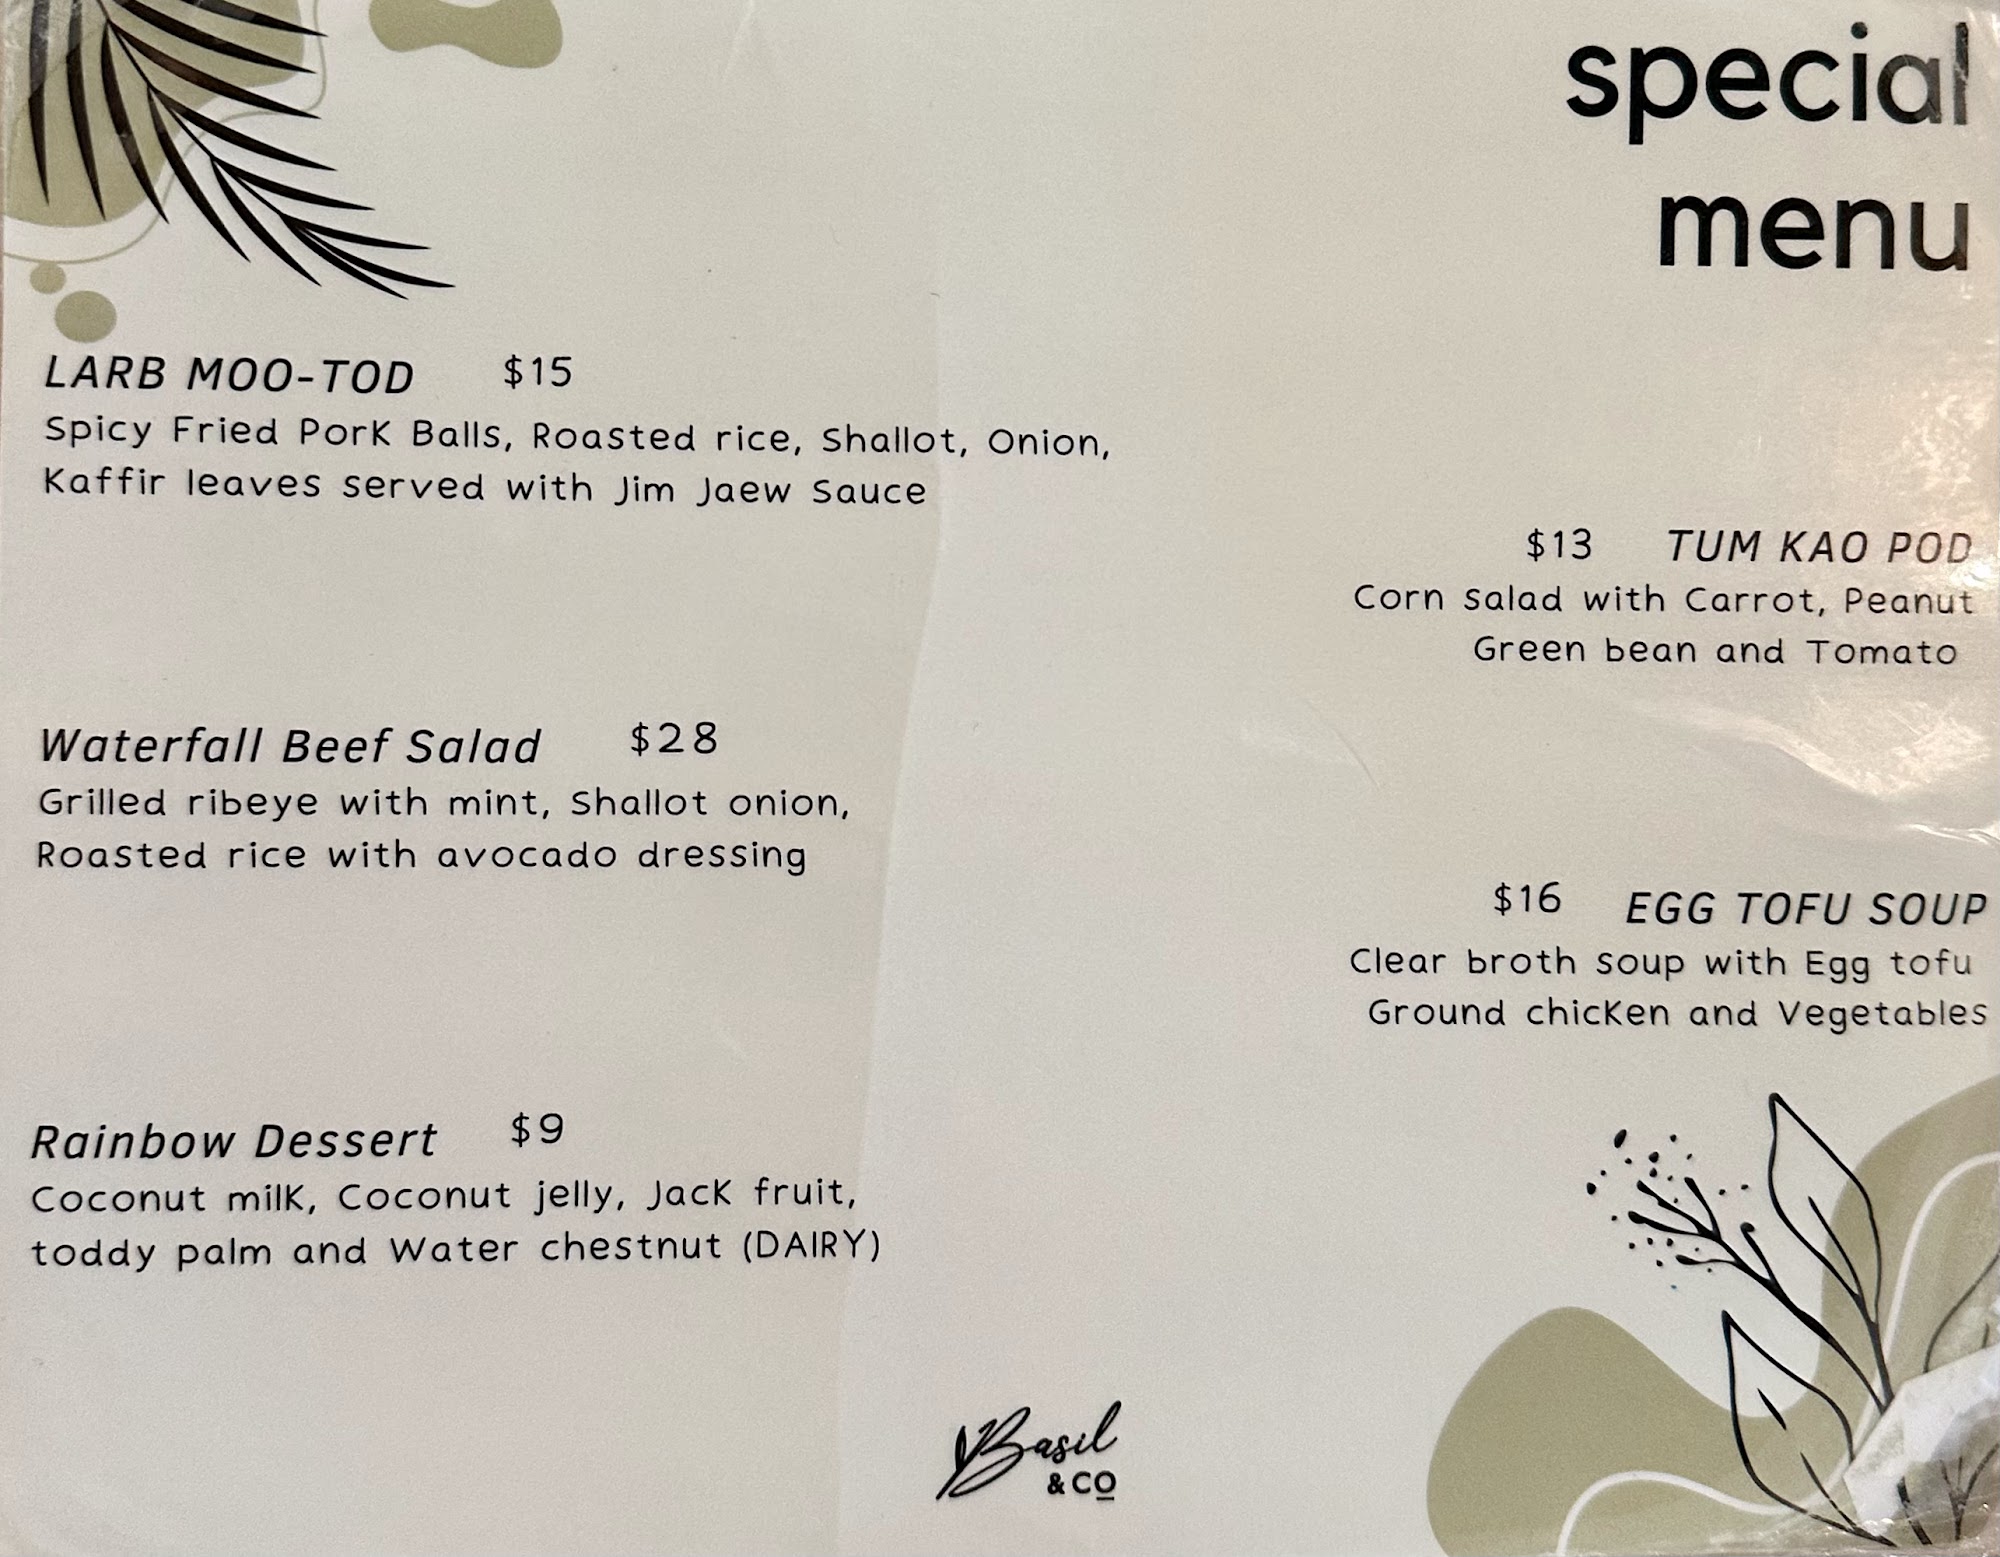 special
menu
LARB MOO-TOD $15
Spicy Fried Pork Balls, Roasted rice, Shallot, Onion,
Kaffir leaves served with Jim Jaew Sauce
$13 TUM KAO POD
Corn Salad with Carrot, Peanut
Green bean and Tomato
Waterfall Beef Salad $28
Grilled ribeye with mint, Shallot onion,
Roasted rice with avocado dressing
$16 EGG TOFU SOUP
Clear broth soup with Egg tofu
Ground chicken and Vegetables
Rainbow Dessert $9
Coconut milk, Coconut jelly, Jack fruit,
toddy palm and Water chestnut (DAIRY)
Basil
& CO